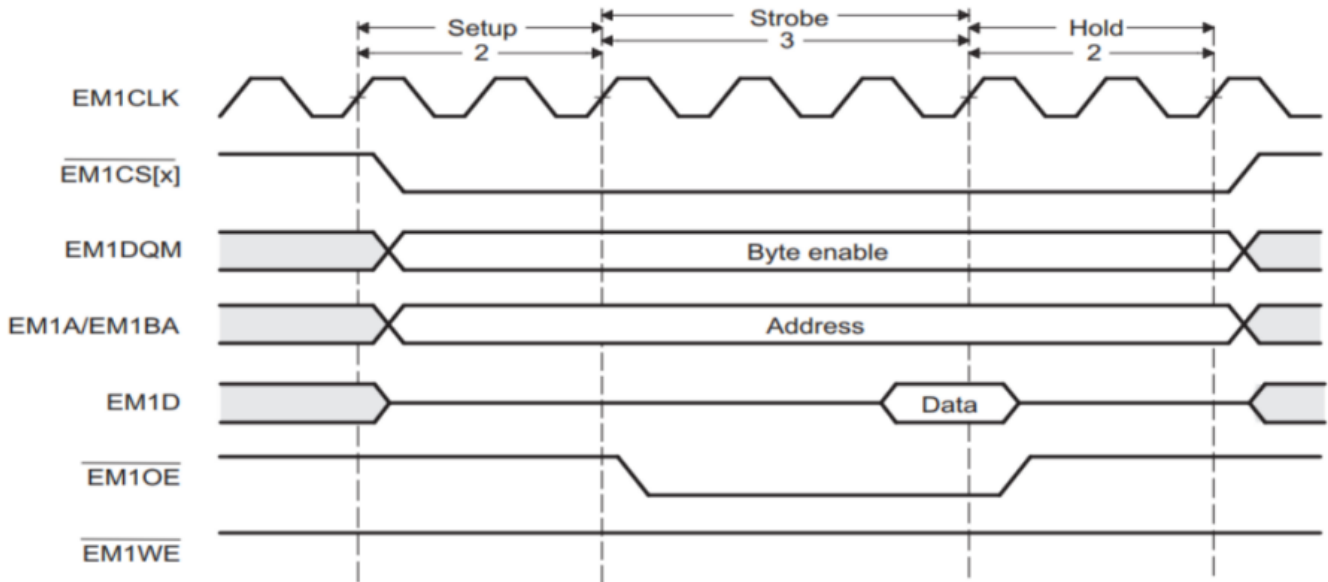 Setup
Strobe
Hold
2
3
2
EM1CLK
EM1CS[x]
EM1DQM
Byte enable
EM1A/EM1BA
Address
EM1D
Data
EM1OE
EM1WE